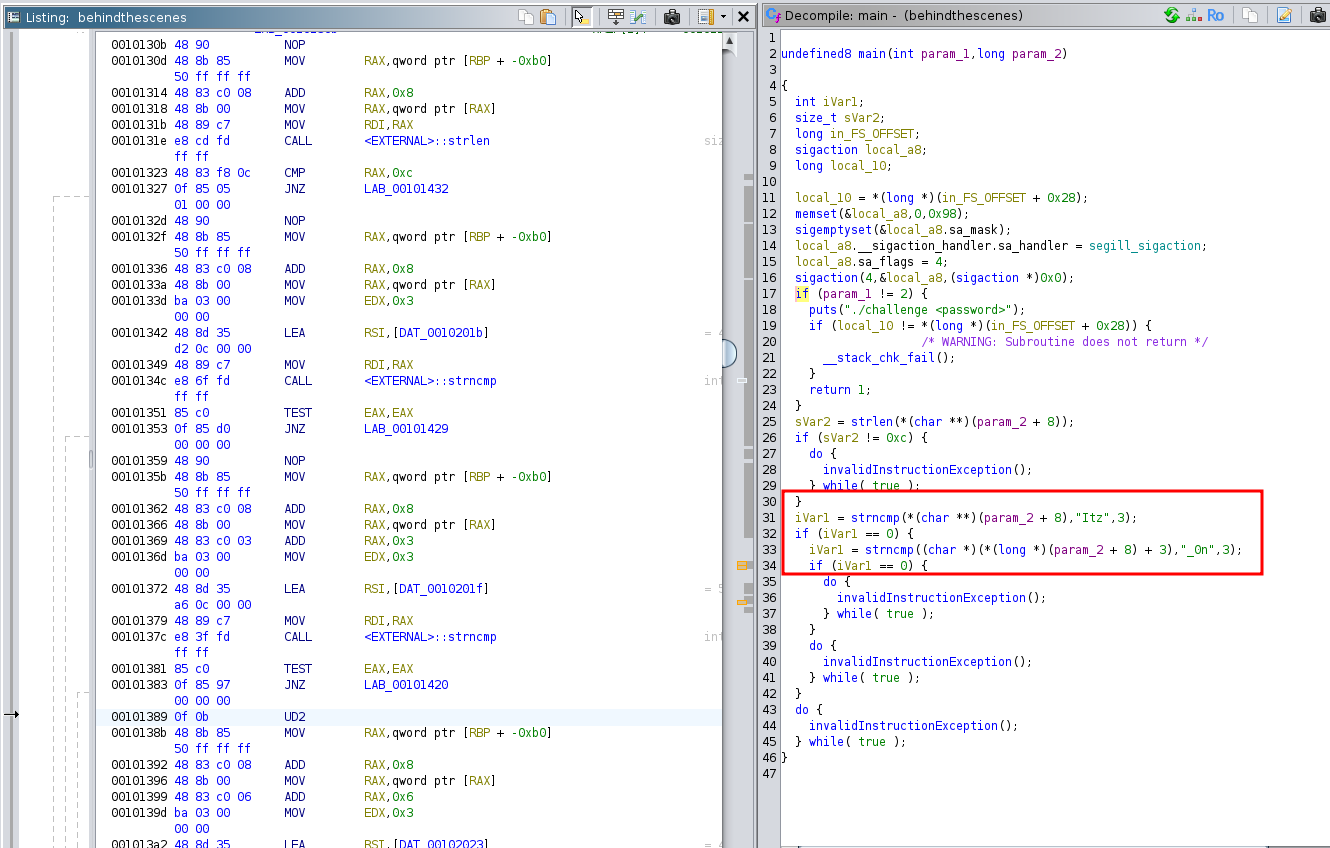 Listing: behindthescenes
0010130b 48 90 NOP
0010130d 48 8b 85 MOV RAX,qword ptr [RBP + -0xb0]
50 ff ff ff
00101314 48 83 c0 08 ADD RAX,0x8
00101318 48 8b 00 MOV RAX,qword ptr [RAX]
0010131b 48 89 c7 MOV RDI,RAX
0010131e e8 cd fd CALL <EXTERNAL>::strlen siz
ff ff
00101323 48 83 f8 0c CMP RAX,0xc
00101327 0f 85 05 JNZ LAB_00101432
01 00 00
0010132d 48 90 NOP
0010132f 48 8b 85 MOV RAX,qword ptr [RBP + -0xb0]
50 ff ff ff
00101336 48 83 c0 08 ADD RAX,0x8
0010133a 48 8b 00 MOV RAX,qword ptr [RAX]
0010133d ba 03 00 MOV EDX,0x3
00 00
00101342 48 8d 35 LEA RSI,[DAT_0010201b] = 4
d2 0c 00 00
00101349 48 89 c7 MOV RDI,RAX
0010134c e8 6f fd CALL <EXTERNAL>::strncmp int
ff ff
00101351 85 c0 TEST EAX,EAX
00101353 0f 85 d0 JNZ LAB_00101429
00 00 00
00101359 48 90 NOP
0010135b 48 8b 85 MOV RAX,qword ptr [RBP + -0xb0]
50 ff ff ff
00101362 48 83 c0 08 ADD RAX,0x8
00101366 48 8b 00 MOV RAX,qword ptr [RAX]
00101369 48 83 c0 03 ADD RAX,0x3
0010136d ba 03 00 MOV EDX,0x3
00 00
00101372 48 8d 35 LEA RSI,[DAT_0010201f] = 5
a6 0c 00 00
00101379 48 89 c7 MOV RDI,RAX
0010137c e8 3f fd CALL <EXTERNAL>::strncmp int
ff ff
00101381 85 c0 TEST EAX,EAX
00101383 0f 85 97 JNZ LAB_00101420
00 00 00
00101389 0f 0b UD2
0010138b 48 8b 85 MOV RAX,qword ptr [RBP + -0xb0]
50 ff ff ff
00101392 48 83 c0 08 ADD RAX,0x8
00101396 48 8b 00 MOV RAX,qword ptr [RAX]
00101399 48 83 c0 06 ADD RAX,0x6
0010139d ba 03 00 MOV EDX,0x3
00 00
001013a2 48 8d 35 LEA RSI,[DAT_00102023] = 4
Decompile: main - (behindthescenes)
Ro
1
2 undefined8 main(int param_1,long param_2)
3
4 {
5 int iVar1;
6 size_t sVar2;
7 long in_FS_OFFSET;
8 sigaction local_a8;
9 long local_10;
10
11 local_10 = *(long *)(in_FS_OFFSET + 0x28);
12 memset(&local_a8,0,0x98);
13 sigemptyset(&local_a8.sa_mask);
14 local_a8.__sigaction_handler.sa_handler = segill_sigaction;
15 local_a8.sa_flags = 4;
16 sigaction(4,&local_a8,(sigaction *)0x0);
17 if (param_1 != 2) {
18 puts("./challenge <password>");
19 if (local_10 != *(long *)(in_FS_OFFSET + 0x28)) {
20 /* WARNING: Subroutine does not return */
21 __stack_chk_fail();
22 }
23 return 1;
24 }
25 sVar2 = strlen(*(char **)(param_2 + 8));
26 if (sVar2 != 0xc) {
27 do {
28 invalidInstructionException();
29 } while( true );
30 }
31 iVar1 = strncmp(*(char **)(param_2 + 8),"Itz",3);
32 if (iVar1 == 0) {
33 iVar1 = strncmp((char *)(*(long *)(param_2 + 8) + 3),"_0n",3);
34 if (iVar1 == 0) {
35 do {
36 invalidInstructionException();
37 } while( true );
38 }
39 do {
40 invalidInstructionException();
41 } while( true );
42 }
43 do {
44 invalidInstructionException();
45 } while( true );
46 }
47